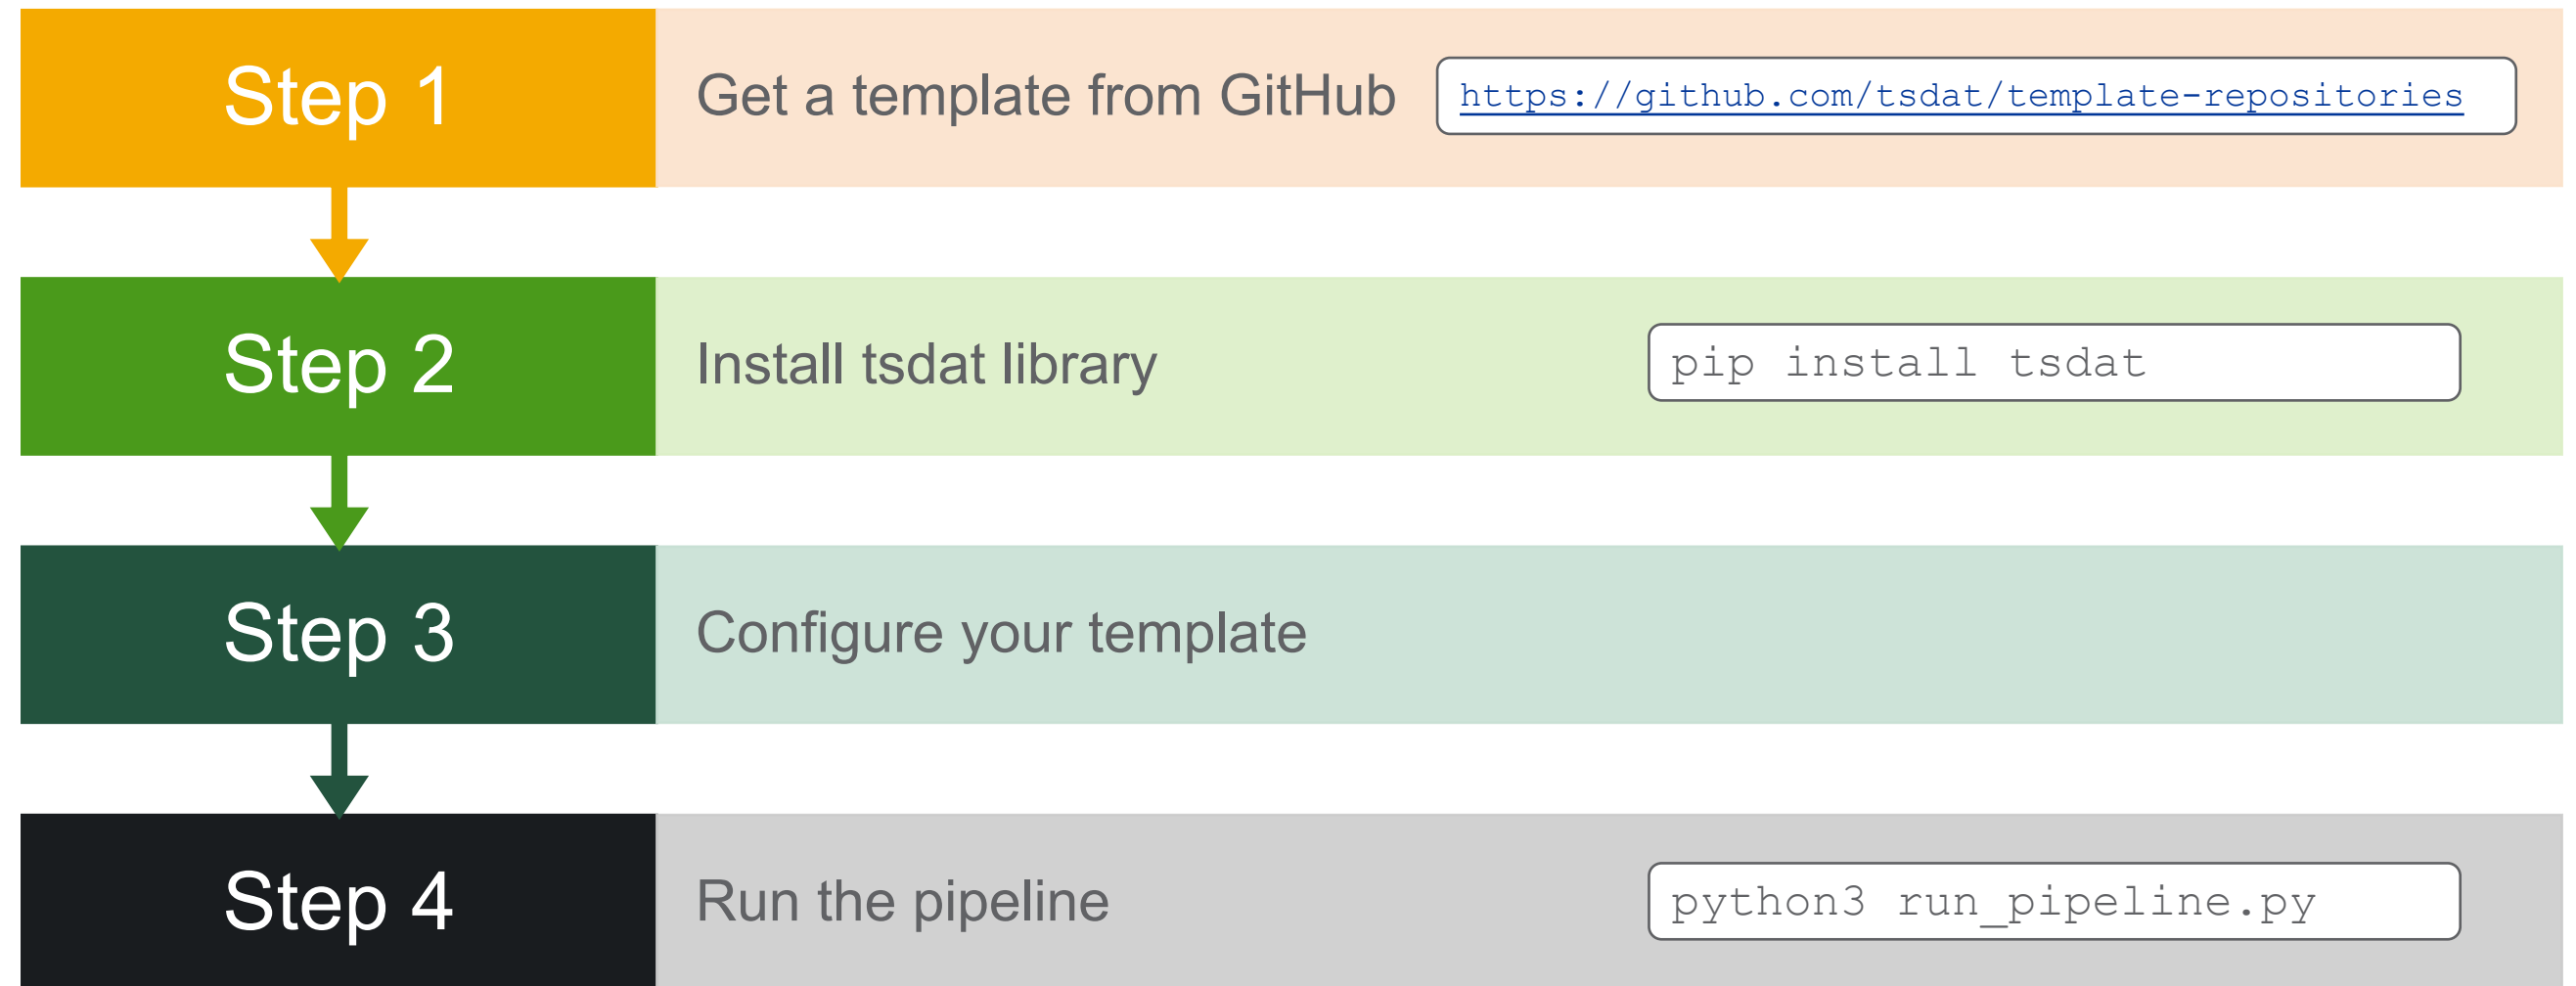 Step 1
Get a template from GitHub
https://github.com/tsdat/template-repositories
Step 2
Install tsdat library
pip install tsdat
Step 3
Configure your template
Step 4
Run the pipeline
python3 run_pipeline.py